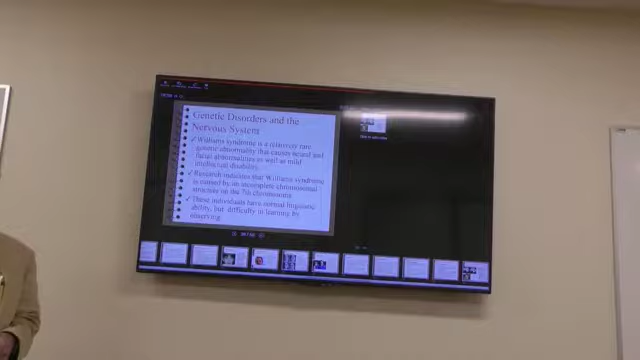 Genetic Disorders and the
Nervous System
✓Williams syndrome is a relatively rare
genetic abnormality that causes neural and
facial abnormalities as well as mild
intellectual disability.
✓Research indicates that Williams syndrome
is caused by an incomplete chromosomal
structure on the 7th chromosome.
✓These individuals have normal linguistic
ability, but difficulty in learning by
observing.